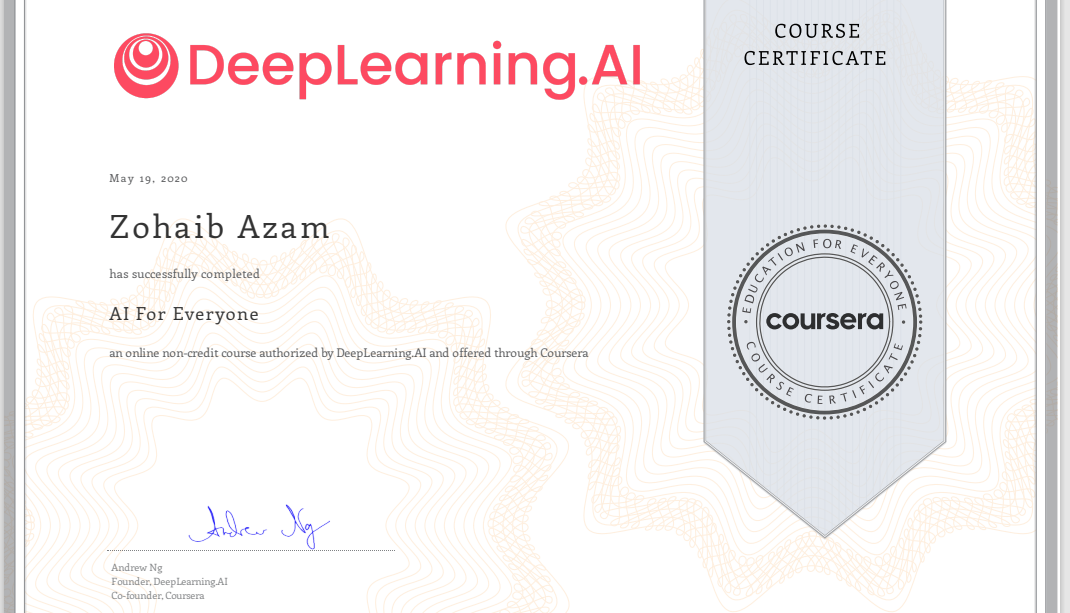 DeepLearning.AI
COURSE
CERTIFICATE
May 19, 2020
Zohaib Azam
has successfully completed
AI For Everyone
an online non-credit course authorized by DeepLearning.AI and offered through Coursera
EDUCATION FOR EVERYONE
coursera
COURSE CERTIFICATE
Andrew Ng
Andrew Ng
Founder, DeepLearning.AI
Co-founder, Coursera